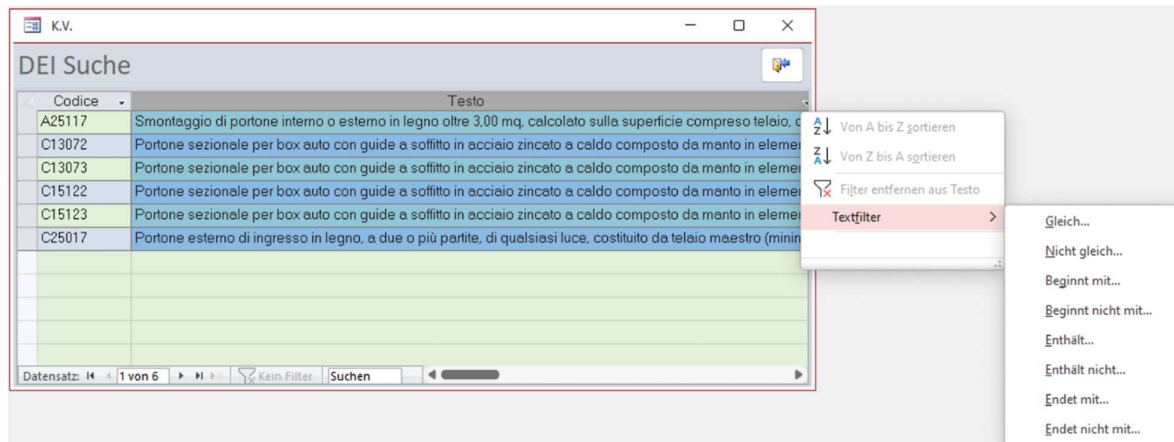 K.V.
DEI Suche
Codice Testo
A25117 Smontaggio di portone interno o esterno in legno oltre 3,00 mq, calcolato sulla superficie compreso telaio,
C13072 Portone sezionale per box auto con guide a soffitto in acciaio zincato a caldo composto da manto in
C13073 Portone sezionale per box auto con guide a soffitto in acciaio zincato a caldo composto da manto in
C15122 Portone sezionale per box auto con guide a soffitto in acciaio zincato a caldo composto da manto in
C15123 Portone sezionale per box auto con guide a soffitto in acciaio zincato a caldo composto da manto in
C25017 Portone esterno di ingresso in legno, a due o più partite, di qualsiasi luce, costituito da telaio maestro
Datensatz: 1 von 6 Kein Filter Suchen
Von A bis Z sortieren
Von Z bis A sortieren
Filter entfernen aus Testo
Textfilter
Gleich...
Nicht gleich...
Beginnt mit...
Beginnt nicht mit...
Enthält...
Enthält nicht...
Endet mit...
Endet nicht mit...